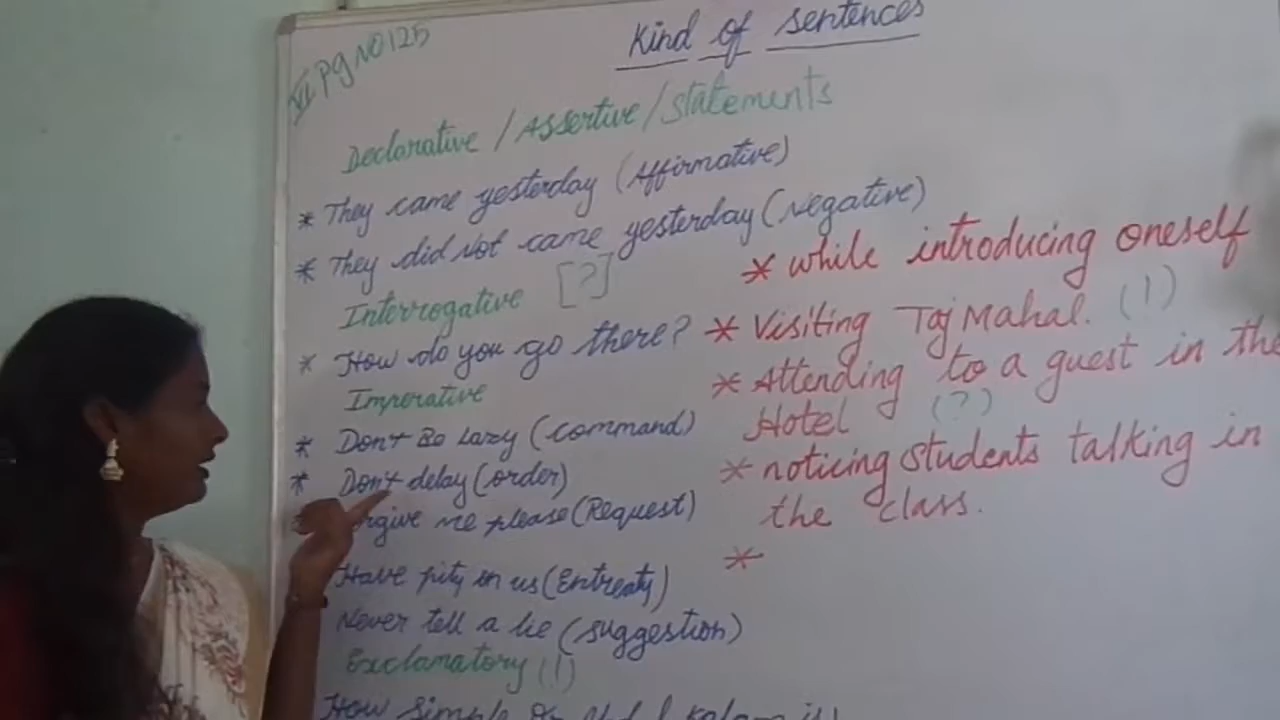 VII Pg NO 125
Kind of sentences
Declarative / Assertive / Statements
* They came yesterday (Affirmative)
* They did Not came yesterday (Negative)
Interrogative [?]
* How do you go there?
Imperative
* Don't Be Lazy (command)
* Don't delay (order)
me please (Request)
Have pity on us (Entreaty)
Never tell a lie (suggestion)
Exclamatory (!)
How simple
* while introducing oneself
* Visiting Taj Mahal. (!)
* Attending to a guest in the
Hotel (?)
* noticing students talking in
the class.
*